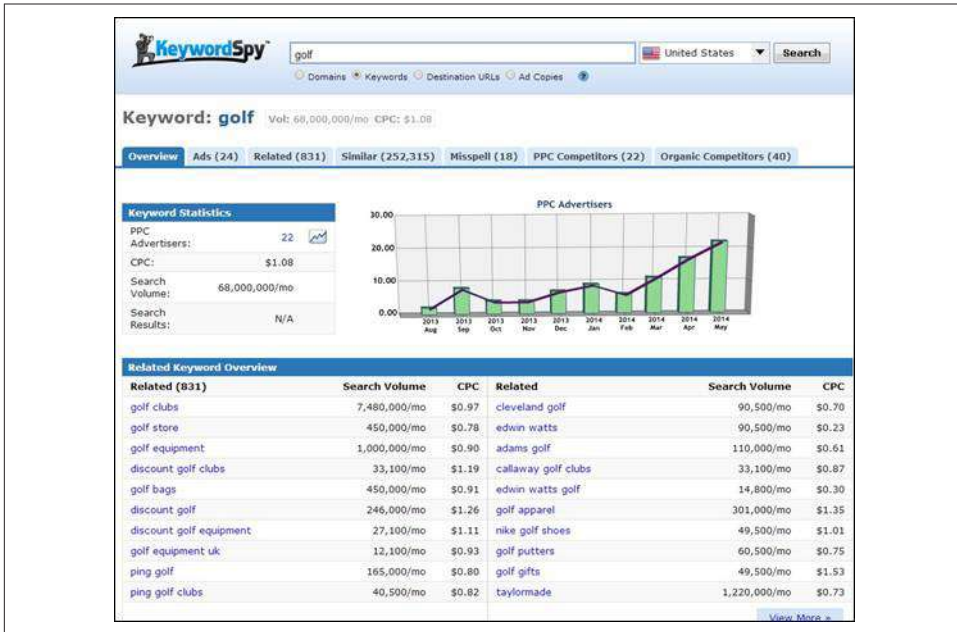 KeywordSpy™
golf United States Search
Domains Keywords Destination URLs Ad Copies ?
Keyword: golf Vol: 68,000,000/mo CPC: $1.08
Overview Ads (24) Related (831) Similar (252,315) Misspell (18) PPC Competitors (22) Organic Competitors (40)
Keyword Statistics
PPC Advertisers: 22
CPC: $1.08
Search Volume: 68,000,000/mo
Search Results: N/A
PPC Advertisers
30.00
20.00
10.00
0.00
2013 2013 2013 2013 2013 2014 2014 2014 2014 2014
Aug Sep Oct Nov Dec Jan Feb Mar Apr May
Related Keyword Overview
Related (831) Search Volume CPC Related Search Volume CPC
golf clubs 7,480,000/mo $0.97 cleveland golf 90,500/mo $0.70
golf store 450,000/mo $0.78 edwin watts 90,500/mo $0.23
golf equipment 1,000,000/mo $0.90 adams golf 110,000/mo $0.61
discount golf clubs 33,100/mo $1.19 callaway golf clubs 33,100/mo $0.87
golf bags 450,000/mo $0.91 edwin watts golf 14,800/mo $0.30
discount golf 246,000/mo $1.26 golf apparel 301,000/mo $1.35
discount golf equipment 27,100/mo $1.11 nike golf shoes 49,500/mo $1.01
golf equipment uk 12,100/mo $0.93 golf putters 60,500/mo $0.75
ping golf 165,000/mo $0.80 golf gifts 49,500/mo $1.53
ping golf clubs 40,500/mo $0.82 taylormade 1,220,000/mo $0.73
View More »